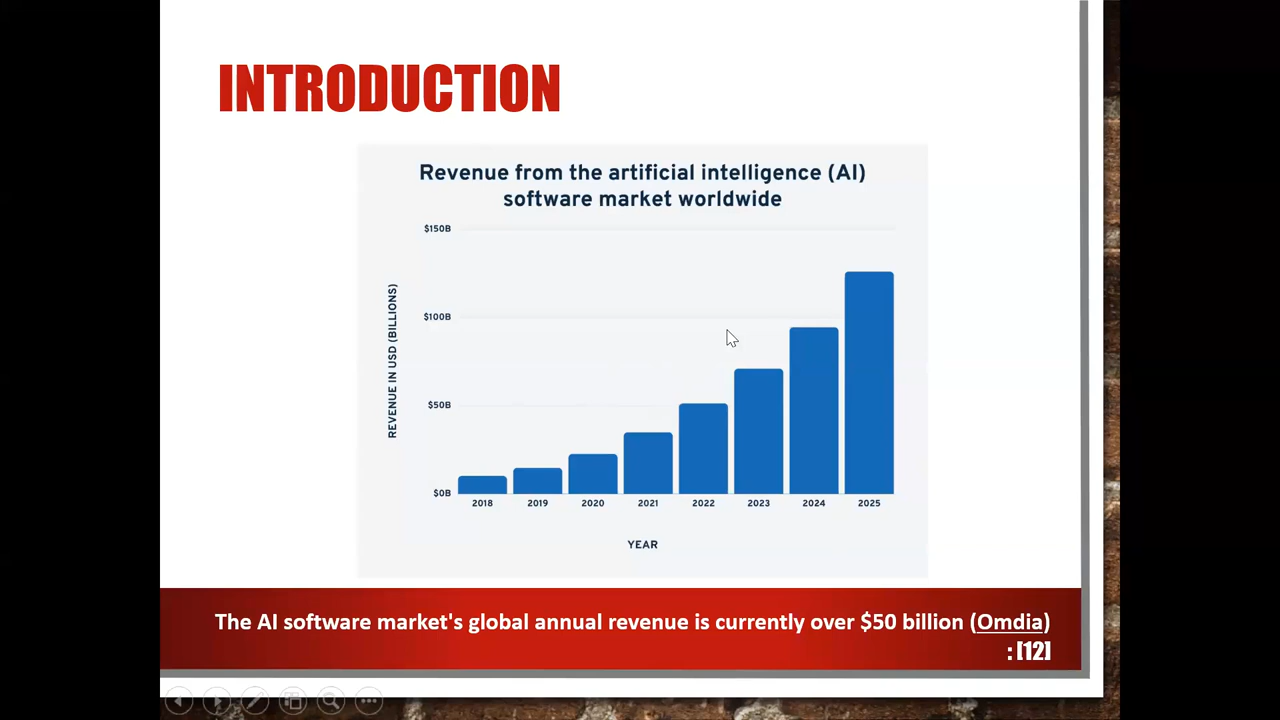 INTRODUCTION
Revenue from the artificial intelligence (AI)
software market worldwide
$150B
$100B
$50B
$0B
REVENUE IN USD (BILLIONS)
2018 2019 2020 2021 2022 2023 2024 2025
YEAR
The AI software market's global annual revenue is currently over $50 billion (Omdia)
: [12]